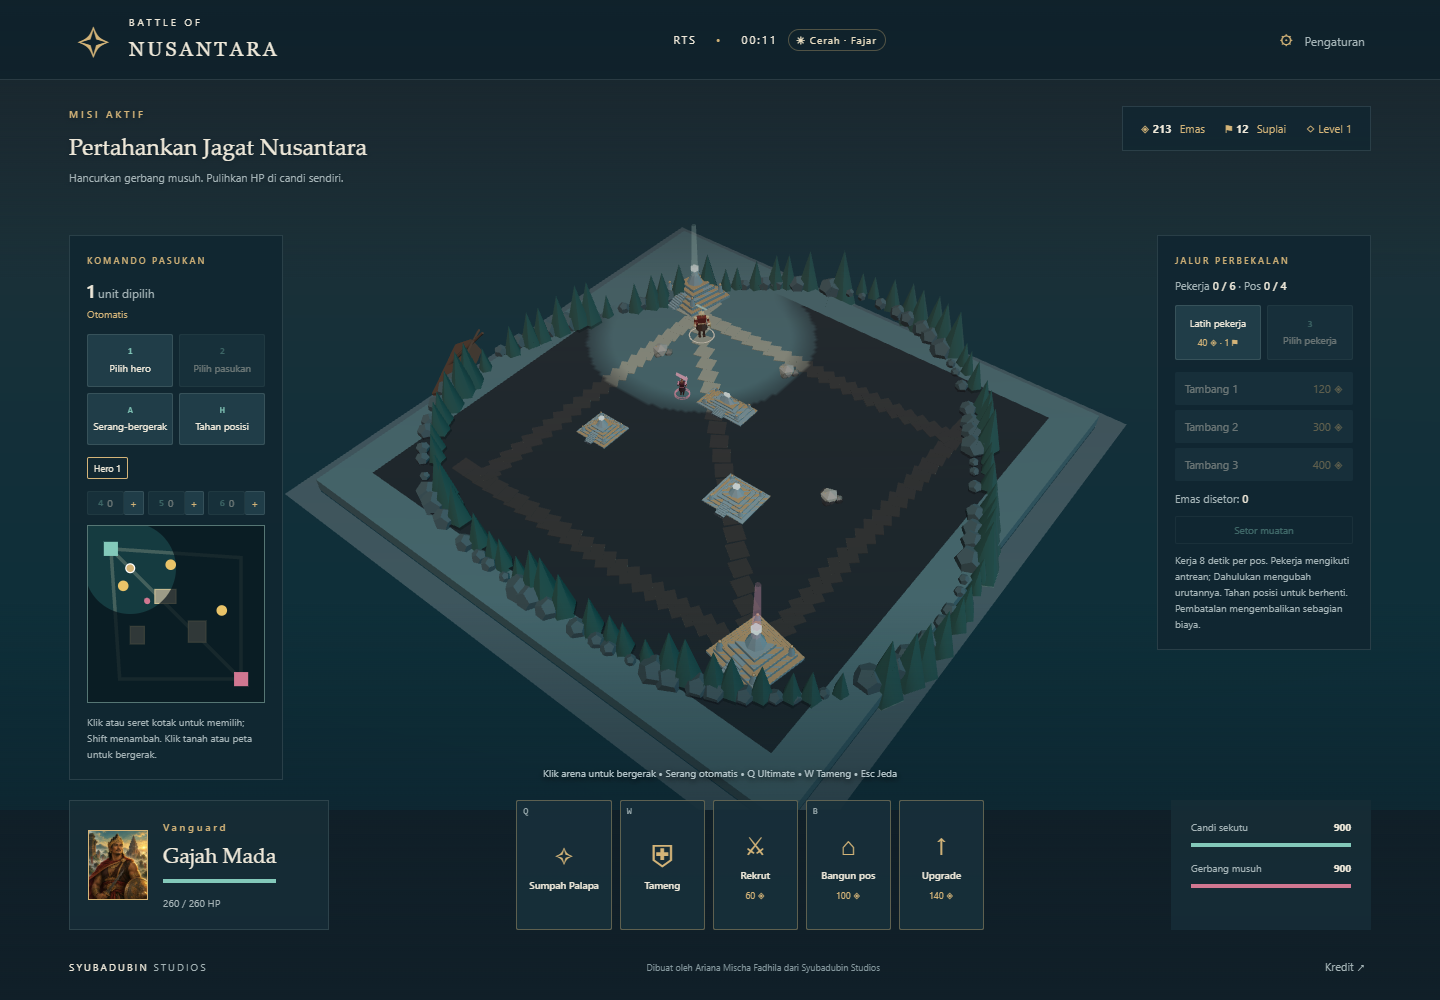 BATTLE OF
NUSANTARA
RTS • 00:11 Cerah · Fajar
Pengaturan
MISI AKTIF
Pertahankan Jagat Nusantara
Hancurkan gerbang musuh. Pulihkan HP di candi sendiri.
213 Emas 12 Suplai Level 1
KOMANDO PASUKAN
1 unit dipilih
Otomatis
1
Pilih hero
2
Pilih pasukan
A
Serang-bergerak
H
Tahan posisi
Hero 1
4 0 + 5 0 + 6 0 +
Klik atau seret kotak untuk memilih;
Shift menambah. Klik tanah atau peta
untuk bergerak.
JALUR PERBEKALAN
Pekerja 0 / 6 · Pos 0 / 4
Latih pekerja
40 ◈ · 1 ⚑
3
Pilih pekerja
Tambang 1 120 ◈
Tambang 2 300 ◈
Tambang 3 400 ◈
Emas disetor: 0
Setor muatan
Kerja 8 detik per pos. Pekerja mengikuti
antrean; Dahulukan mengubah
urutannya. Tahan posisi untuk berhenti.
Pembatalan mengembalikan sebagian
biaya.
Klik arena untuk bergerak • Serang otomatis • Q Ultimate • W Tameng • Esc Jeda
Vanguard
Gajah Mada
260 / 260 HP
Q
Sumpah Palapa
W
Tameng
Rekrut
60 ◈
B
Bangun pos
100 ◈
Upgrade
140 ◈
Candi sekutu 900
Gerbang musuh 900
SYUBADUBIN STUDIOS
Dibuat oleh Ariana Mischa Fadhila dari Syubadubin Studios
Kredit ↗